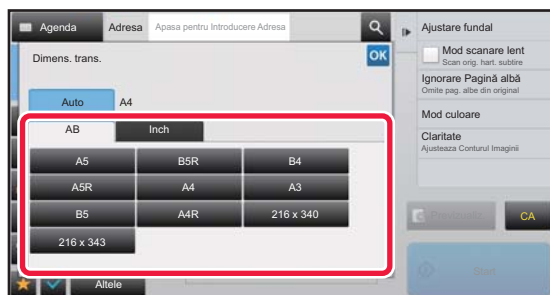 Agenda
Adresa
Apasa pentru Introducere Adresa
Dimens. trans.
OK
Auto
A4
AB
Inch
A5
B5R
B4
A5R
A4
A3
B5
A4R
216 x 340
216 x 343
Altele
Ajustare fundal
Mod scanare lent
Scan orig. hart. subtire
Ignorare Pagină albă
Omite pag. albe din original
Mod culoare
Claritate
Ajusteaza Conturul Imaginii
CA
Start